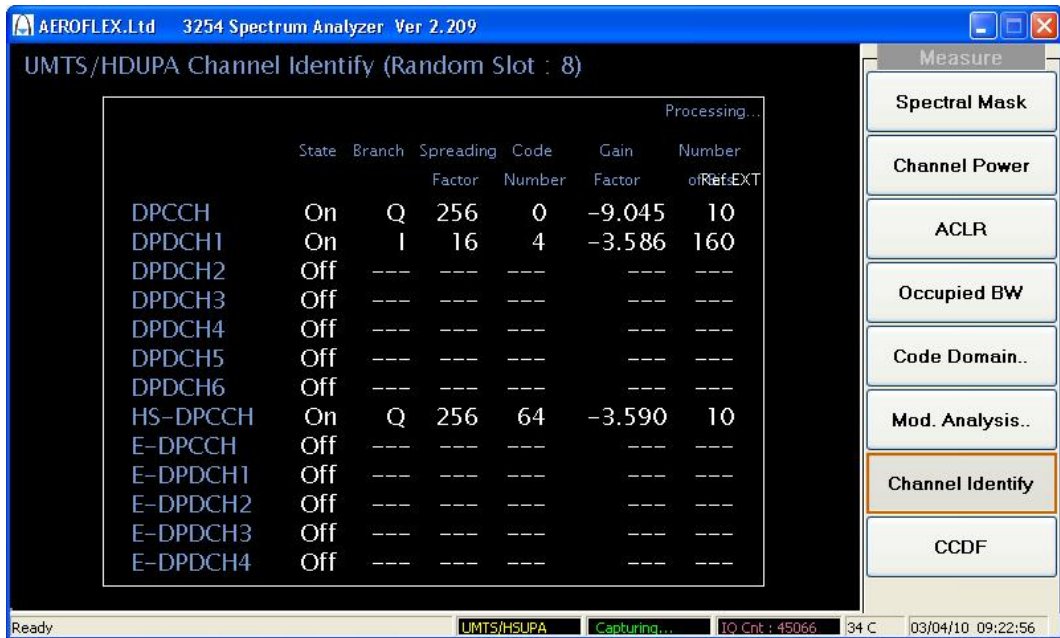 AEROFLEX.Ltd 3254 Spectrum Analyzer Ver 2.209
UMTS/HDUPA Channel Identify (Random Slot : 8)
Processing...
State Branch Spreading Code Gain Number
Factor Number Factor of Bits Ref.EXT
DPCCH On Q 256 0 -9.045 10
DPDCH1 On I 16 4 -3.586 160
DPDCH2 Off --- --- --- --- ---
DPDCH3 Off --- --- --- --- ---
DPDCH4 Off --- --- --- --- ---
DPDCH5 Off --- --- --- --- ---
DPDCH6 Off --- --- --- --- ---
HS-DPCCH On Q 256 64 -3.590 10
E-DPCCH Off --- --- --- --- ---
E-DPDCH1 Off --- --- --- --- ---
E-DPDCH2 Off --- --- --- --- ---
E-DPDCH3 Off --- --- --- --- ---
E-DPDCH4 Off --- --- --- --- ---
Measure
Spectral Mask
Channel Power
ACLR
Occupied BW
Code Domain..
Mod. Analysis..
Channel Identify
CCDF
Ready UMTS/HSUPA Capturing... IQ Cnt : 45066 34 C 03/04/10 09:22:56